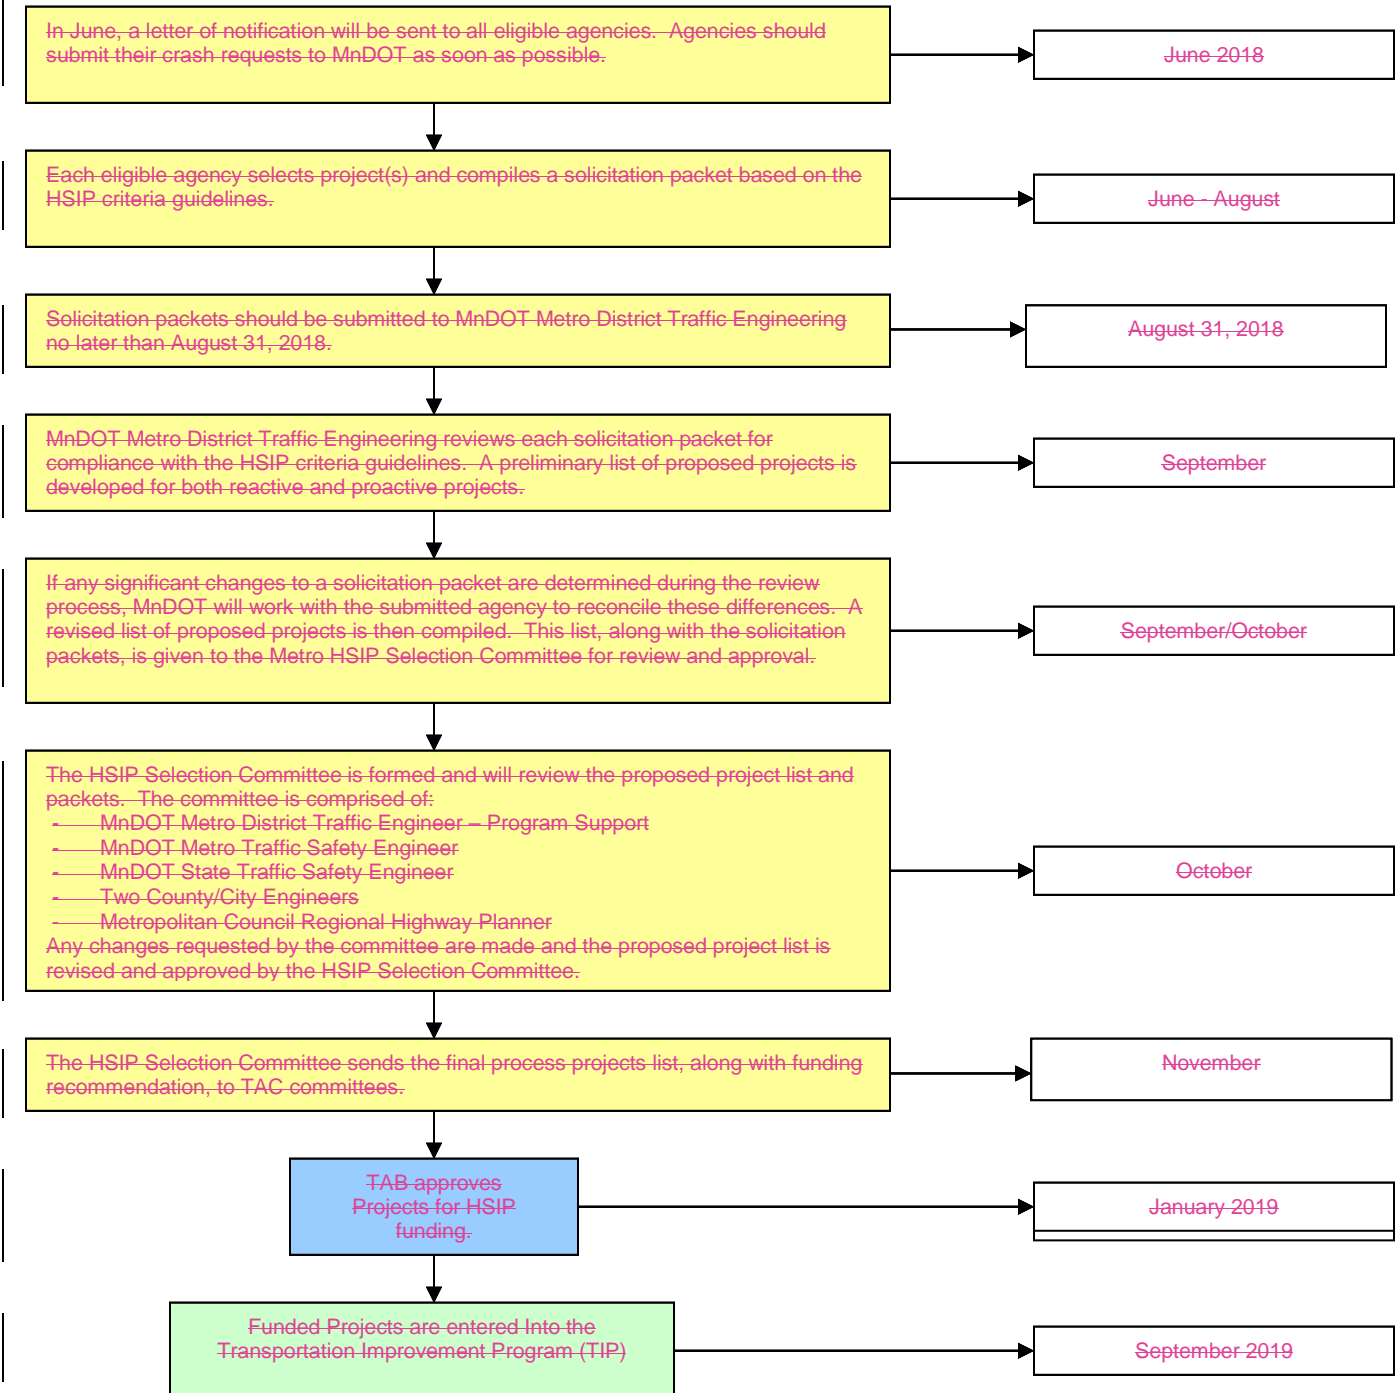 In June, a letter of notification will be sent to all eligible agencies.  Agencies should
submit their crash requests to MnDOT as soon as possible.
June 2018
Each eligible agency selects project(s) and compiles a solicitation packet based on the
HSIP criteria guidelines.
June - August
Solicitation packets should be submitted to MnDOT Metro District Traffic Engineering
no later than August 31, 2018.
August 31, 2018
MnDOT Metro District Traffic Engineering reviews each solicitation packet for
compliance with the HSIP criteria guidelines.  A preliminary list of proposed projects is
developed for both reactive and proactive projects.
September
If any significant changes to a solicitation packet are determined during the review
process, MnDOT will work with the submitted agency to reconcile these differences.  A
revised list of proposed projects is then compiled.  This list, along with the solicitation
packets, is given to the Metro HSIP Selection Committee for review and approval.
September/October
The HSIP Selection Committee is formed and will review the proposed project list and
packets.  The committee is comprised of:
- MnDOT Metro District Traffic Engineer – Program Support
- MnDOT Metro Traffic Safety Engineer
- MnDOT State Traffic Safety Engineer
- Two County/City Engineers
- Metropolitan Council Regional Highway Planner
Any changes requested by the committee are made and the proposed project list is
revised and approved by the HSIP Selection Committee.
October
The HSIP Selection Committee sends the final process projects list, along with funding
recommendation, to TAC committees.
November
TAB approves
Projects for HSIP
funding.
January 2019
Funded Projects are entered Into the
Transportation Improvement Program (TIP)
September 2019